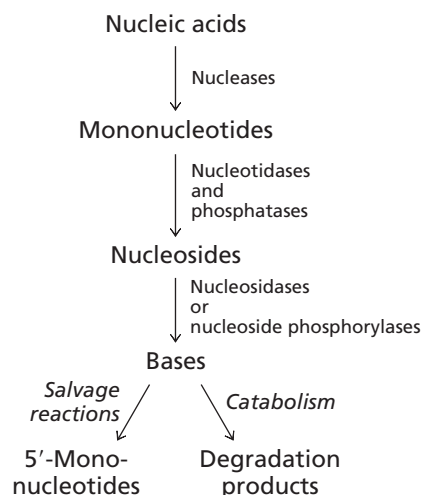 Nucleic acids
Nucleases
Mononucleotides
Nucleotidases
and
phosphatases
Nucleosides
Nucleosidases
or
nucleoside phosphorylases
Bases
Salvage
reactions
Catabolism
5′-Mono-
nucleotides
Degradation
products